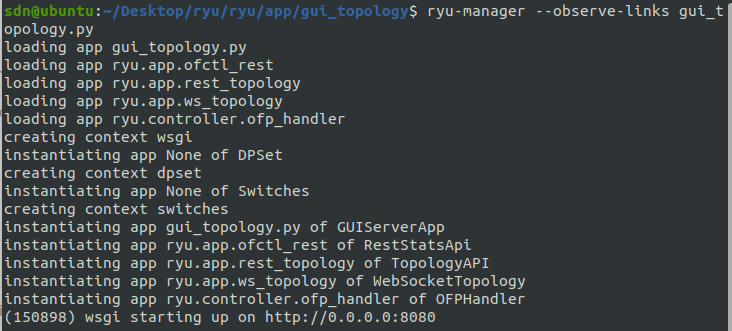 sdn@ubuntu:~/Desktop/ryu/ryu/app/gui_topology$ ryu-manager --observe-links gui_t
opology.py
loading app gui_topology.py
loading app ryu.app.ofctl_rest
loading app ryu.app.rest_topology
loading app ryu.app.ws_topology
loading app ryu.controller.ofp_handler
creating context wsgi
instantiating app None of DPSet
creating context dpset
instantiating app None of Switches
creating context switches
instantiating app gui_topology.py of GUIServerApp
instantiating app ryu.app.ofctl_rest of RestStatsApi
instantiating app ryu.app.rest_topology of TopologyAPI
instantiating app ryu.app.ws_topology of WebSocketTopology
instantiating app ryu.controller.ofp_handler of OFPHandler
(150898) wsgi starting up on http://0.0.0.0:8080